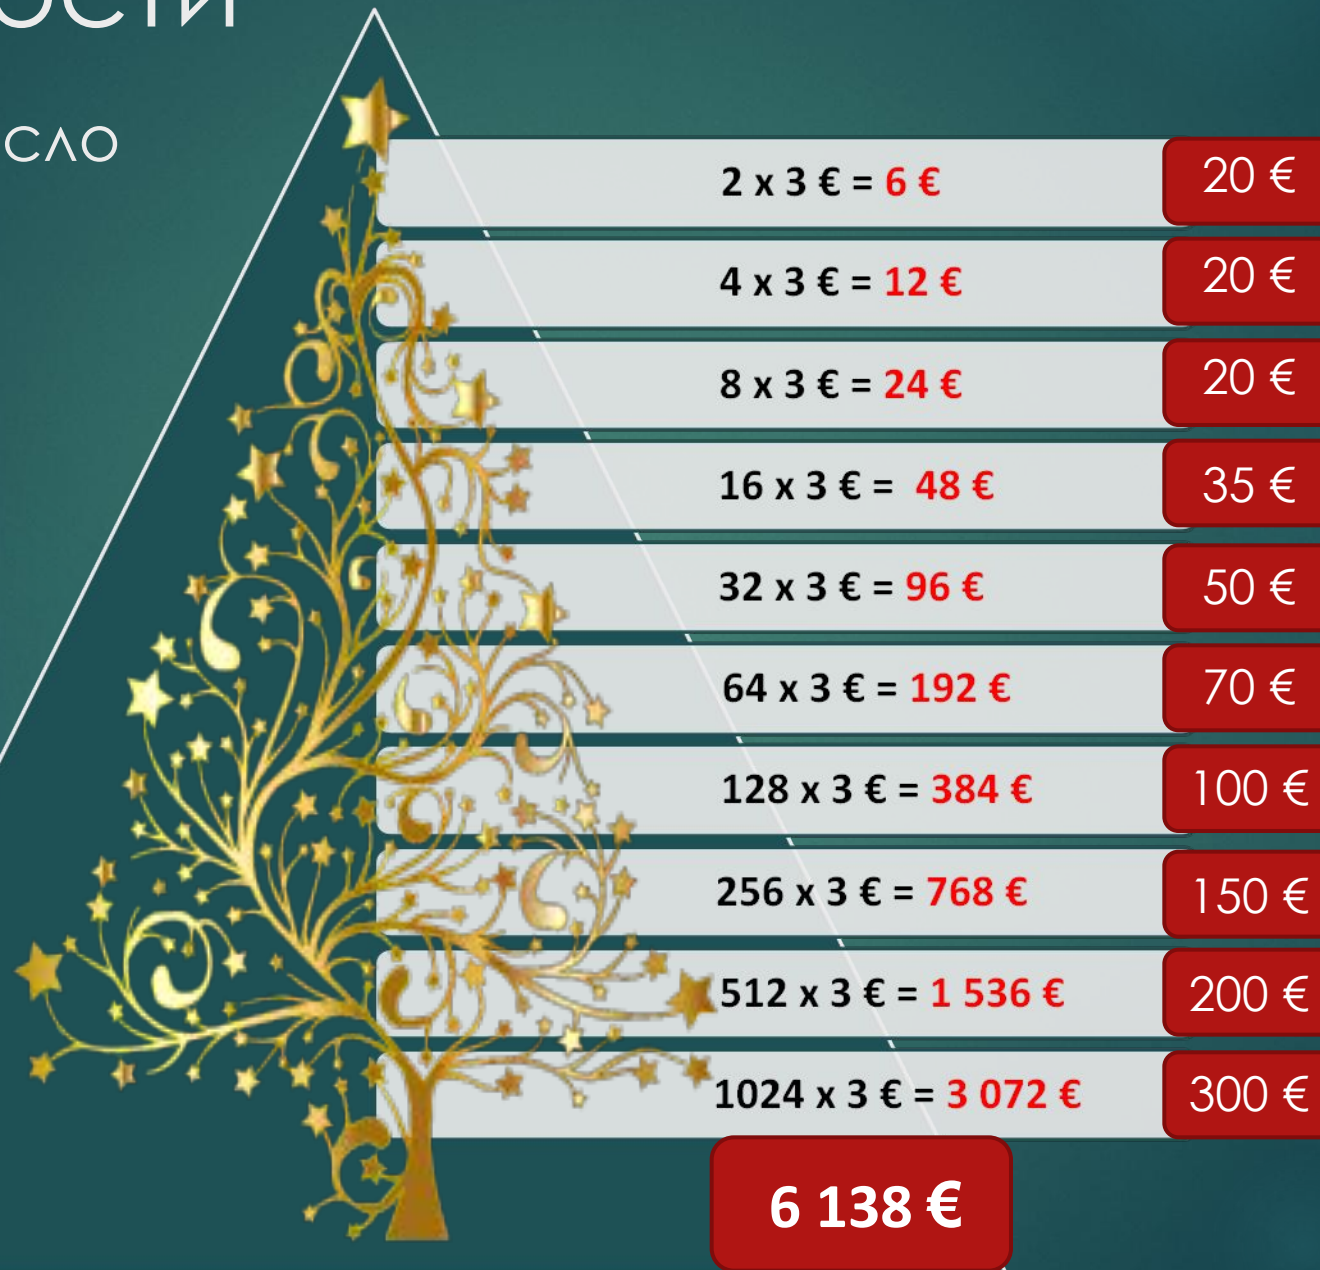 2 x 3 € = 6 € 20 €
4 x 3 € = 12 € 20 €
8 x 3 € = 24 € 20 €
16 x 3 € = 48 € 35 €
32 x 3 € = 96 € 50 €
64 x 3 € = 192 € 70 €
128 x 3 € = 384 € 100 €
256 x 3 € = 768 € 150 €
512 x 3 € = 1 536 € 200 €
1024 x 3 € = 3 072 € 300 €
6 138 €